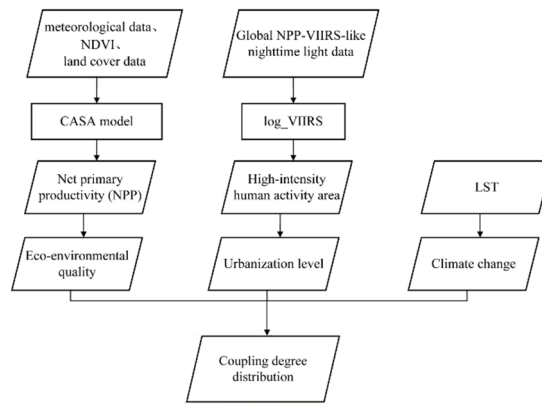 meteorological data、
NDVI、
land cover data
Global NPP-VIIRS-like
nighttime light data
CASA model
log_VIIRS
Net primary
productivity (NPP)
High-intensity
human activity area
LST
Eco-environmental
quality
Urbanization level
Climate change
Coupling degree
distribution